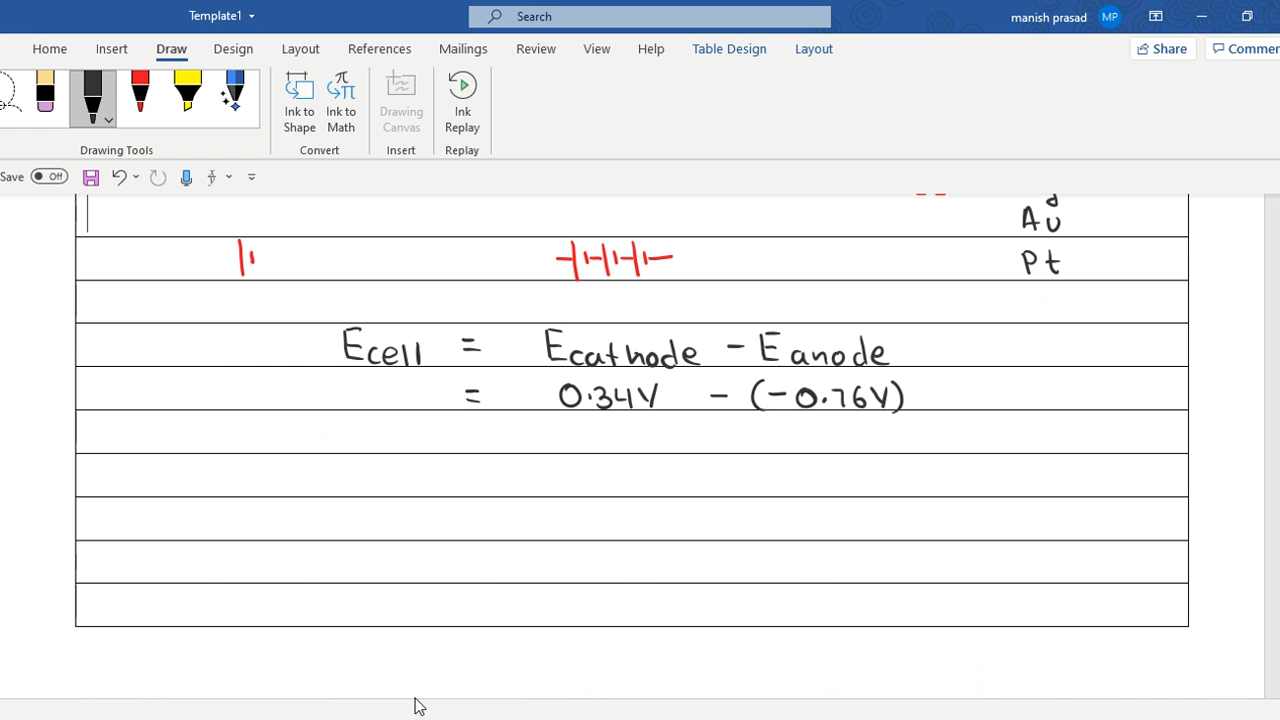 Template1
Search
manish prasad
MP
Home Insert Draw Design Layout References Mailings Review View Help Table Design Layout
Share
Comme
Ink to Shape
Ink to Math
Drawing Canvas
Ink Replay
Drawing Tools
Convert
Insert
Replay
Save
Off
Au
Pt
Ecell = Ecathode - Eanode
= 0.34V - (-0.76V)